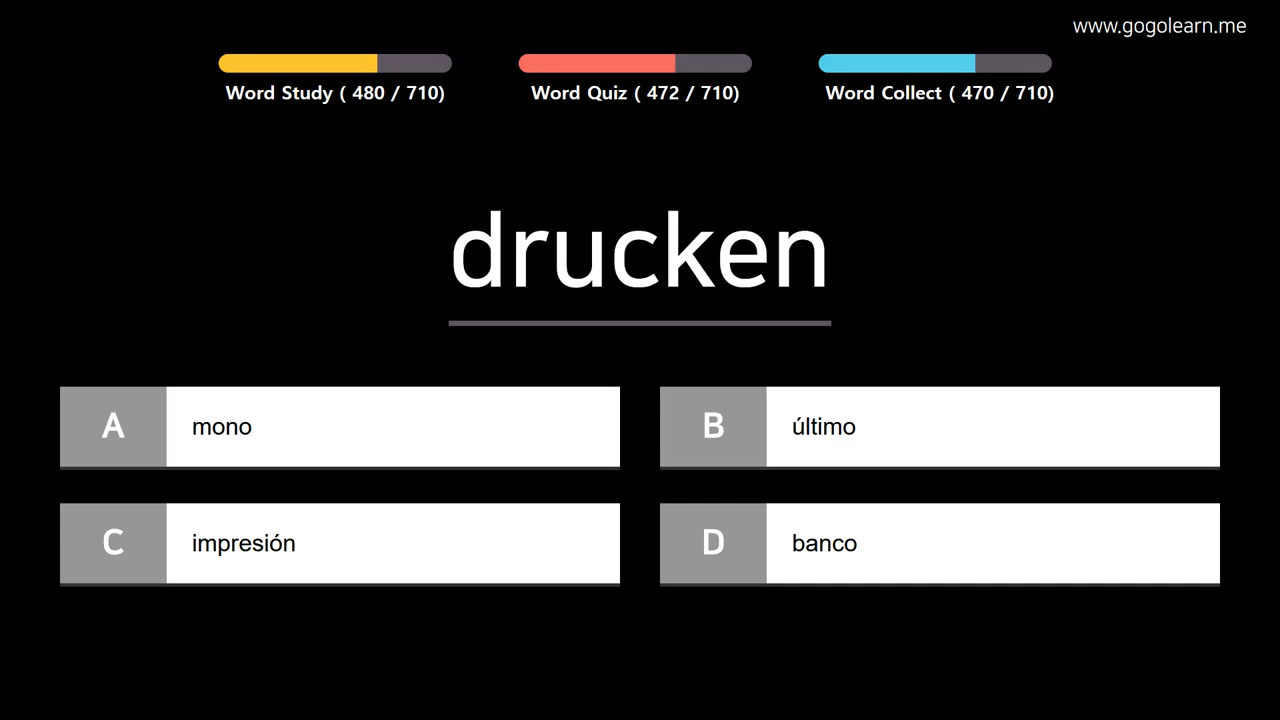 www.gogolearn.me
Word Study ( 480 / 710)
Word Quiz ( 472 / 710)
Word Collect ( 470 / 710)
drucken
A mono
B último
C impresión
D banco